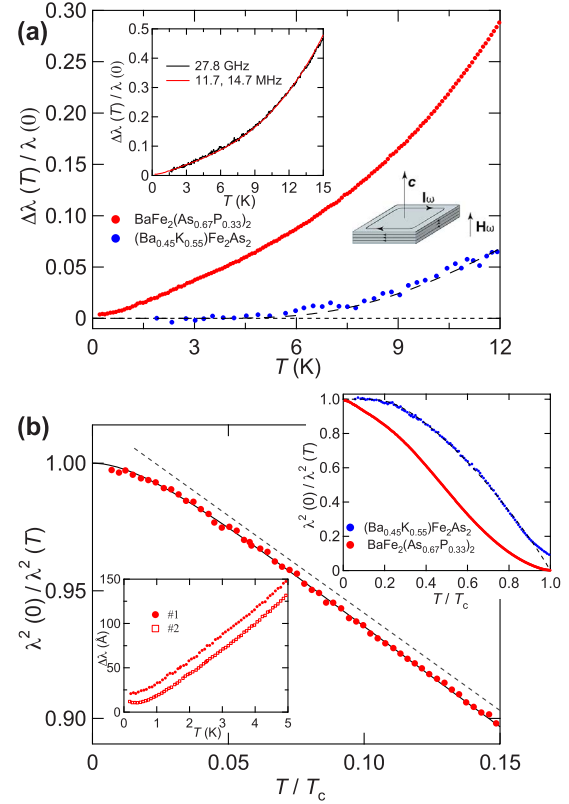 (a)
Δλ (T) / λ (0)
0.30
0.25
0.20
0.15
0.10
0.05
0
0
3
6
9
12
T (K)
Δλ (T) / λ (0)
0.5
0.4
0.3
0.2
0.1
0
0
3
6
9
12
15
T (K)
27.8 GHz
11.7, 14.7 MHz
BaFe₂(As₀.₆₇P₀.₃₃)₂
(Ba₀.₄₅K₀.₅₅)Fe₂As₂
c
Iω
Hω
(b)
λ² (0) / λ² (T)
1.00
0.95
0.90
0
0.05
0.10
0.15
T / Tc
λ² (0) / λ² (T)
1.0
0.8
0.6
0.4
0.2
0
0
0.2
0.4
0.6
0.8
1.0
T / Tc
(Ba₀.₄₅K₀.₅₅)Fe₂As₂
BaFe₂(As₀.₆₇P₀.₃₃)₂
Δλ (Å)
150
100
50
0
0
1
2
3
4
5
T (K)
#1
#2